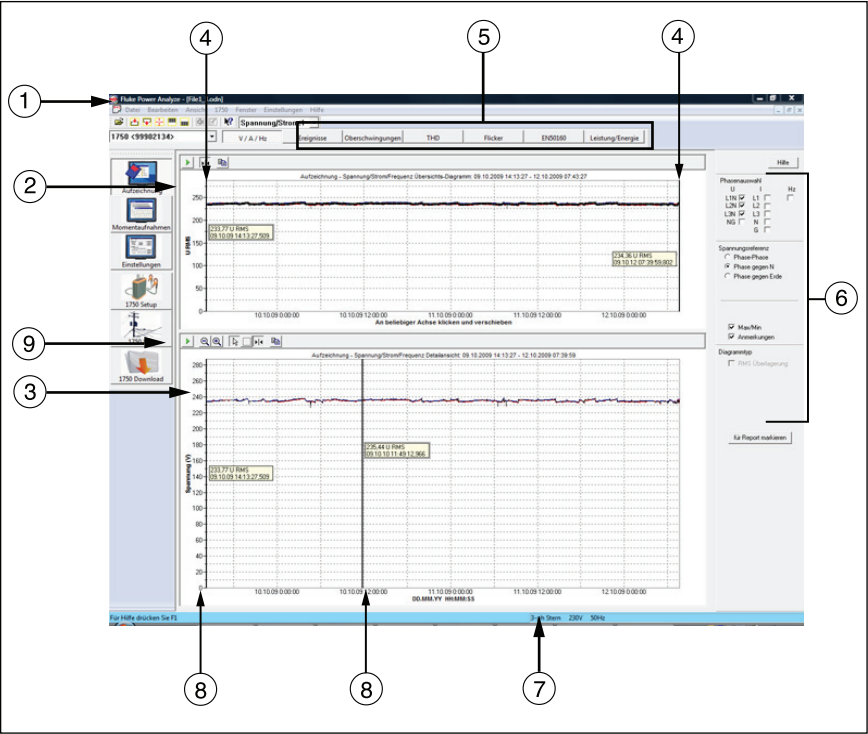 4
5
4
1
Fluke Power Analyze - [File1_.Lodn]
Datei Bearbeiten Ansicht 1750 Fenster Einstellungen Hilfe
Spannung/Strom
1750 <99902134>
V / A / Hz
Ereignisse
Oberschwingungen
THD
Flicker
EN50160
Leistung/Energie
Hilfe
2
Aufzeichnung
Momentaufnahmen
Einstellungen
1750 Setup
1750
1750 Download
Aufzeichnung - Spannung/Strom/Frequenz Übersichts-Diagramm: 09.10.2009 14:13:27 - 12.10.2009 07:43:27
250
200
150
100
50
0
U RMS
233,77 U RMS
09.10.09 14:13:27,509
234,36 U RMS
09.10.12 07:39:59,802
10.10.09 0:00:00
10.10.09 12:00:00
11.10.09 0:00:00
11.10.09 12:00:00
12.10.09 0:00:00
An beliebiger Achse klicken und verschieben
Phasenauswahl
U I Hz
L1N L1
L2N L2
L3N L3
NG N
G
Spannungsreferenz
Phase-Phase
Phase gegen N
Phase gegen Erde
6
Max/Min
Anmerkungen
Diagrammtyp
RMS Überlagerung
für Report markieren
9
3
Aufzeichnung - Spannung/Strom/Frequenz Detailansicht: 09.10.2009 14:13:27 - 12.10.2009 07:39:59
280
260
240
220
200
180
160
140
120
100
80
60
40
20
0
Spannung (V)
235,44 U RMS
09.10.10 11:49:12,966
233,77 U RMS
09.10.09 14:13:27,509
10.10.09 0:00:00
10.10.09 12:00:00
11.10.09 0:00:00
11.10.09 12:00:00
12.10.09 0:00:00
DD.MM.YY HH:MM:SS
Für Hilfe drücken Sie F1
3-ph Stern 230V 50Hz
8
8
7